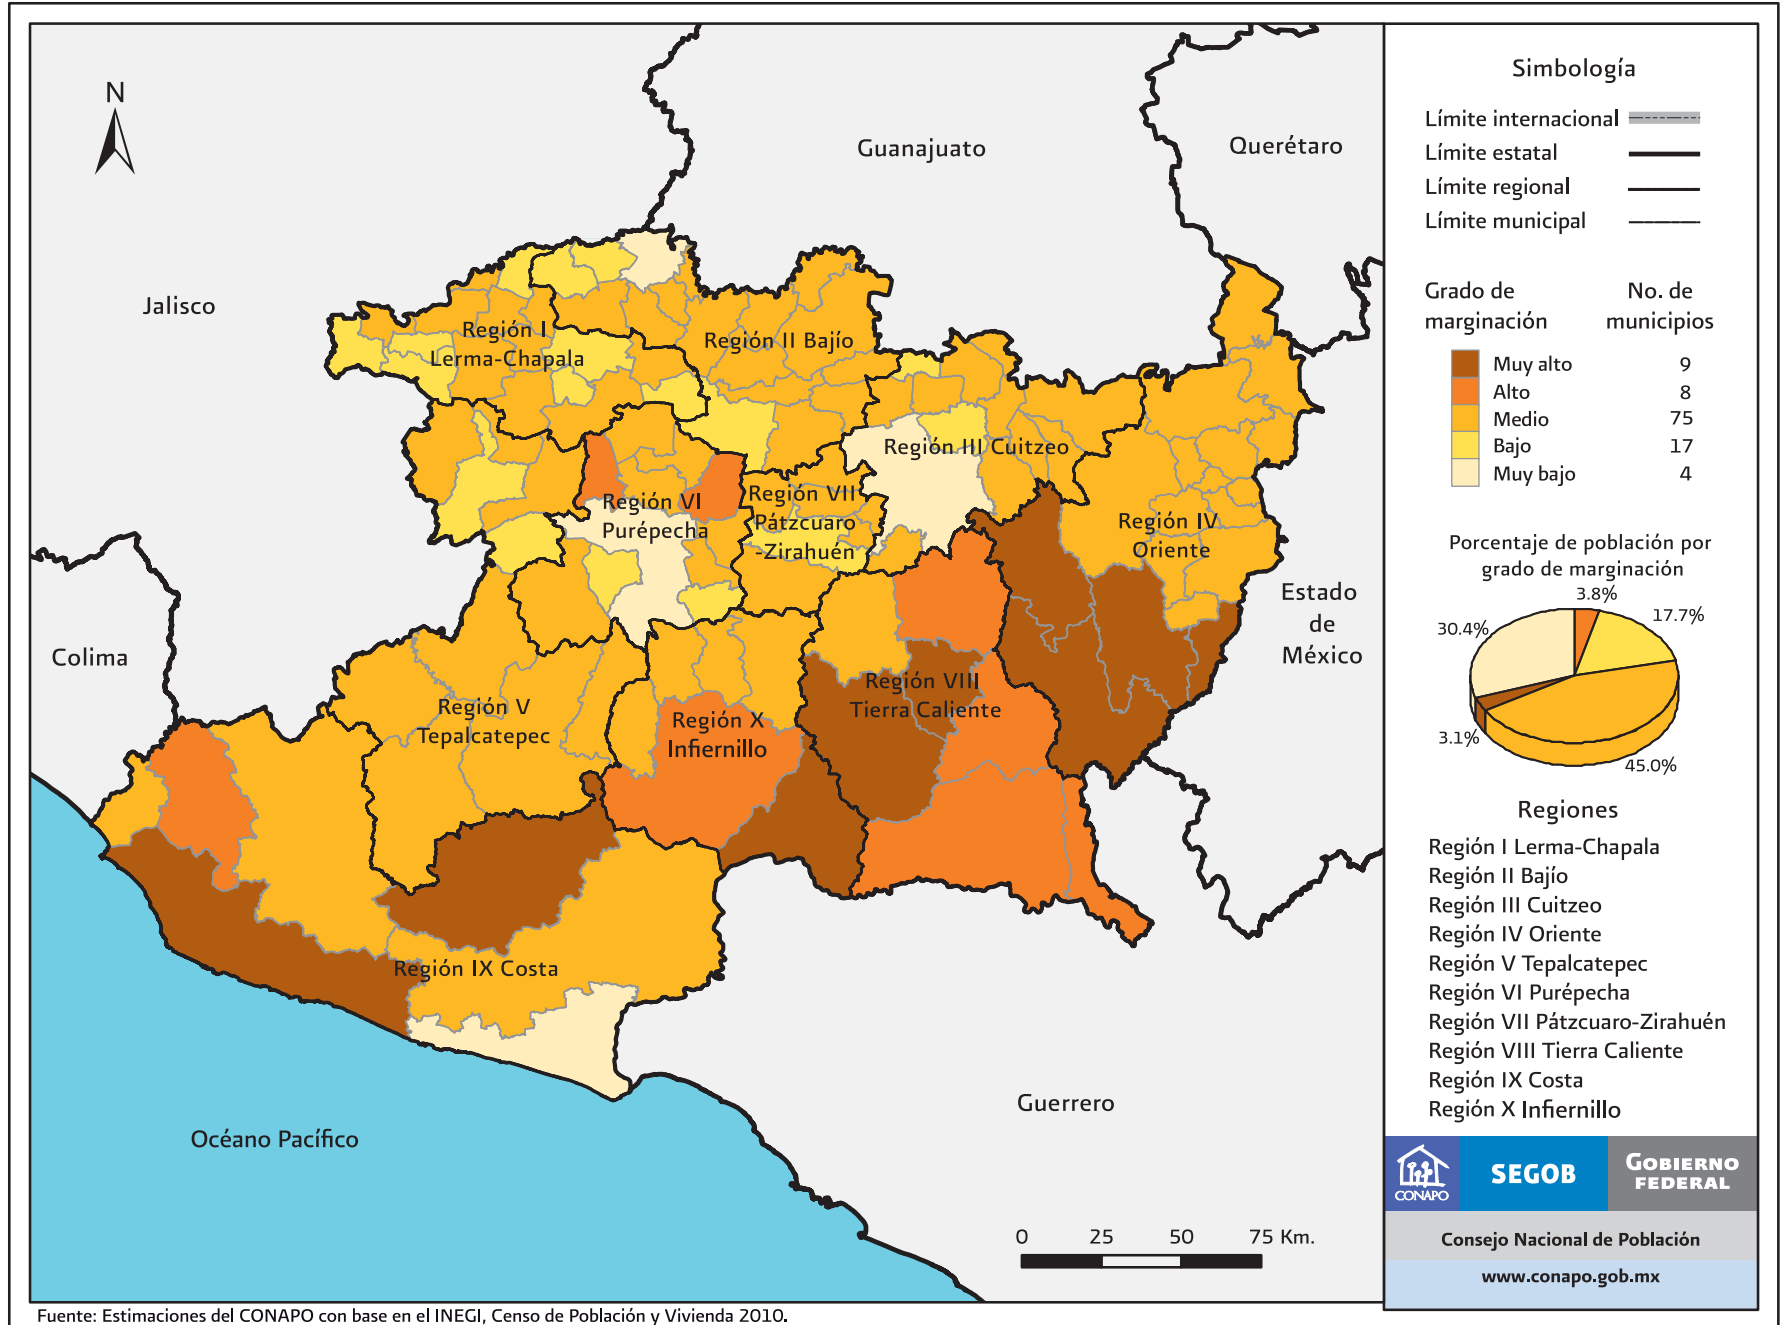 N
Guanajuato
Querétaro
Jalisco
Región I
Lerma-Chapala
Región II Bajío
Región III Cuitzeo
Región VI
Purépecha
Región VII
Pátzcuaro
-Zirahuén
Región IV
Oriente
Estado
de
México
Colima
Región V
Tepalcatepec
Región X
Infiernillo
Región VIII
Tierra Caliente
Región IX Costa
Guerrero
Océano Pacífico
0 25 50 75 Km.
Simbología
Límite internacional
Límite estatal
Límite regional
Límite municipal
Grado de marginación No. de municipios
Muy alto 9
Alto 8
Medio 75
Bajo 17
Muy bajo 4
Porcentaje de población por
grado de marginación
3.8%
17.7%
30.4%
3.1%
45.0%
Regiones
Región I Lerma-Chapala
Región II Bajío
Región III Cuitzeo
Región IV Oriente
Región V Tepalcatepec
Región VI Purépecha
Región VII Pátzcuaro-Zirahuén
Región VIII Tierra Caliente
Región IX Costa
Región X Infiernillo
CONAPO
SEGOB
GOBIERNO
FEDERAL
Consejo Nacional de Población
www.conapo.gob.mx
Fuente: Estimaciones del CONAPO con base en el INEGI, Censo de Población y Vivienda 2010.